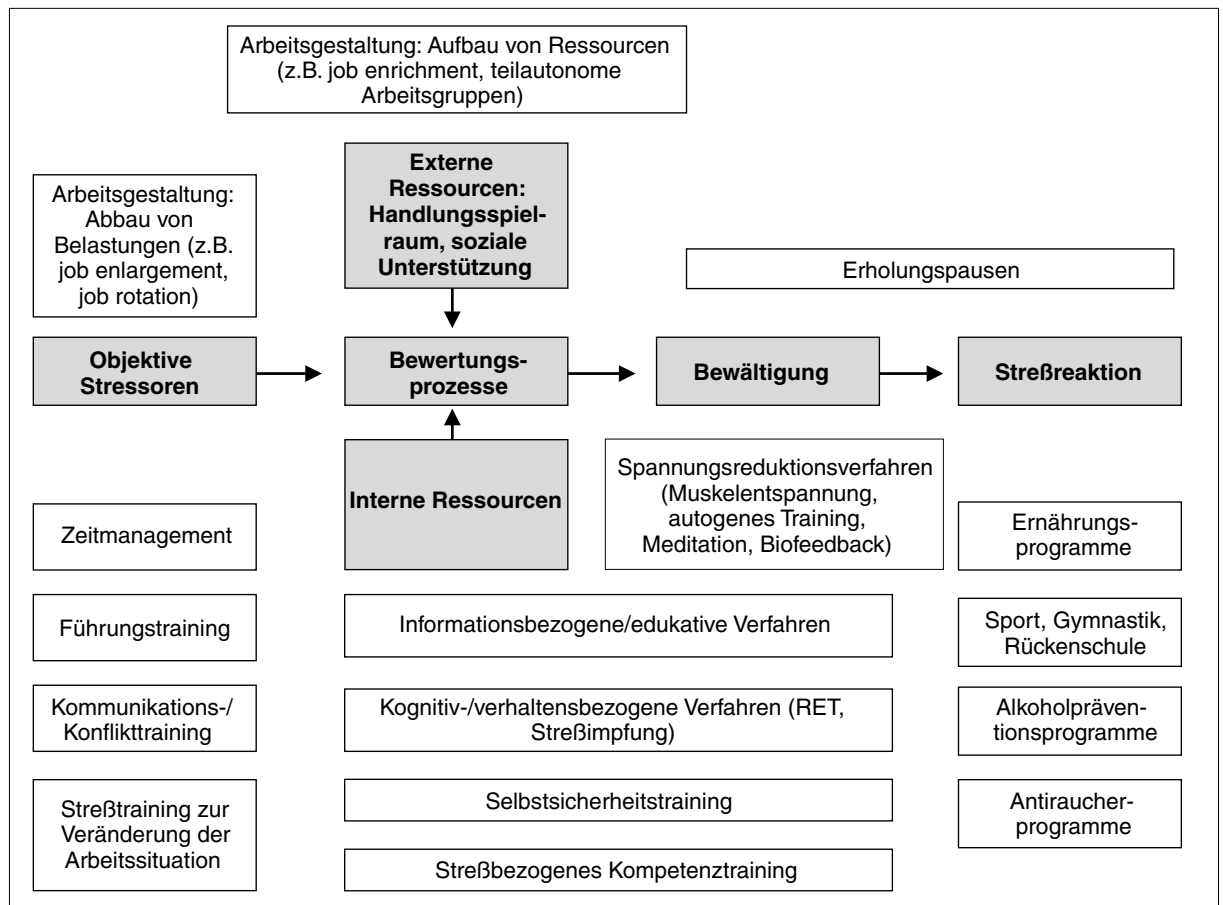 Arbeitsgestaltung: Aufbau von Ressourcen
(z.B. job enrichment, teilautonome
Arbeitsgruppen)
Arbeitsgestaltung:
Abbau von
Belastungen (z.B.
job enlargement,
job rotation)
Externe
Ressourcen:
Handlungsspiel-
raum, soziale
Unterstützung
Erholungspausen
Objektive
Stressoren
Bewertungs-
prozesse
Bewältigung
Streßreaktion
Interne Ressourcen
Spannungsreduktionsverfahren
(Muskelentspannung,
autogenes Training,
Meditation, Biofeedback)
Zeitmanagement
Ernährungs-
programme
Führungstraining
Informationsbezogene/edukative Verfahren
Sport, Gymnastik,
Rückenschule
Kommunikations-/
Konflikttraining
Kognitiv-/verhaltensbezogene Verfahren (RET,
Streßimpfung)
Alkoholpräven-
tionsprogramme
Streßtraining zur
Veränderung der
Arbeitssituation
Selbstsicherheitstraining
Antiraucher-
programme
Streßbezogenes Kompetenztraining